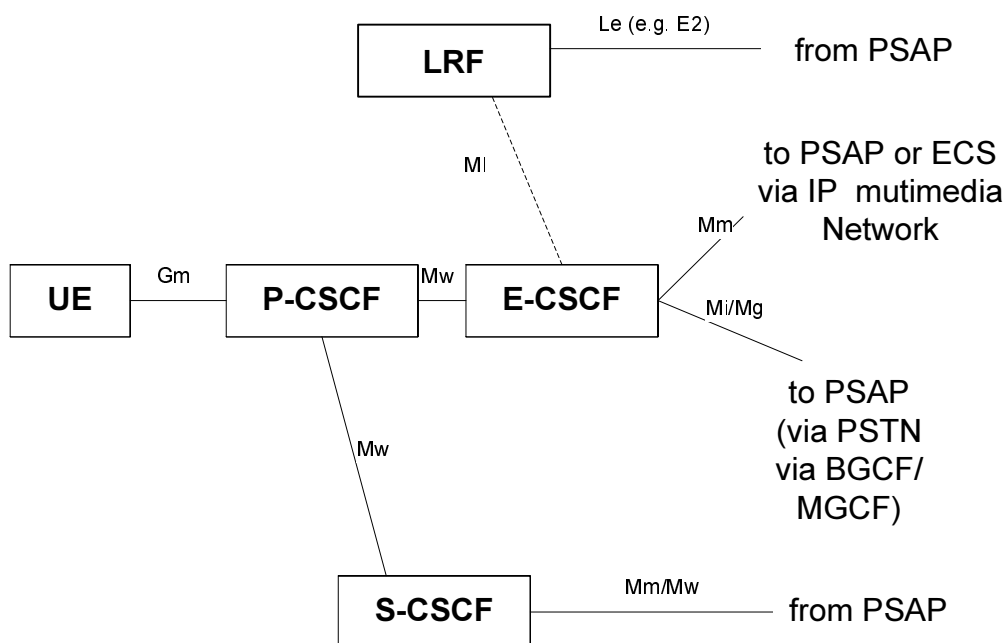 Le (e.g. E2)
LRF
from PSAP
Ml
to PSAP or ECS
via IP mutimedia
Network
Mm
Gm
Mw
UE
P-CSCF
E-CSCF
Mi/Mg
to PSAP
(via PSTN
via BGCF/
MGCF)
Mw
Mm/Mw
S-CSCF
from PSAP